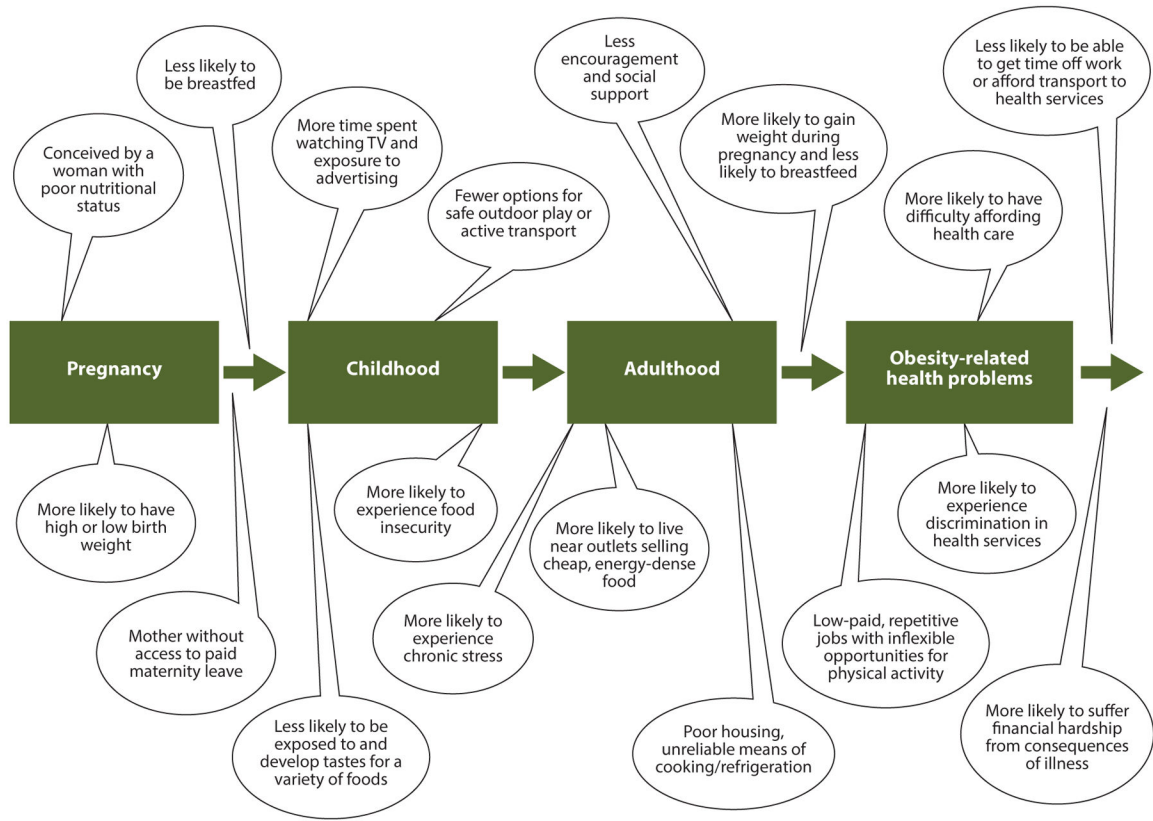 Less likely to
be breastfed
Less
encouragement
and social
support
Less likely to be able
to get time off work
or afford transport to
health services
Conceived by a
woman with
poor nutritional
status
More time spent
watching TV and
exposure to
advertising
More likely to gain
weight during
pregnancy and less
likely to breastfeed
Fewer options for
safe outdoor play or
active transport
More likely to have
difficulty affording
health care
Pregnancy
Childhood
Adulthood
Obesity-related
health problems
More likely to have
high or low birth
weight
More likely to
experience food
insecurity
More likely to live
near outlets selling
cheap, energy-dense
food
More likely to
experience
discrimination in
health services
Mother without
access to paid
maternity leave
More likely to
experience
chronic stress
Low-paid, repetitive
jobs with inflexible
opportunities for
physical activity
Less likely to be
exposed to and
develop tastes for a
variety of foods
Poor housing,
unreliable means of
cooking/refrigeration
More likely to suffer
financial hardship
from consequences
of illness